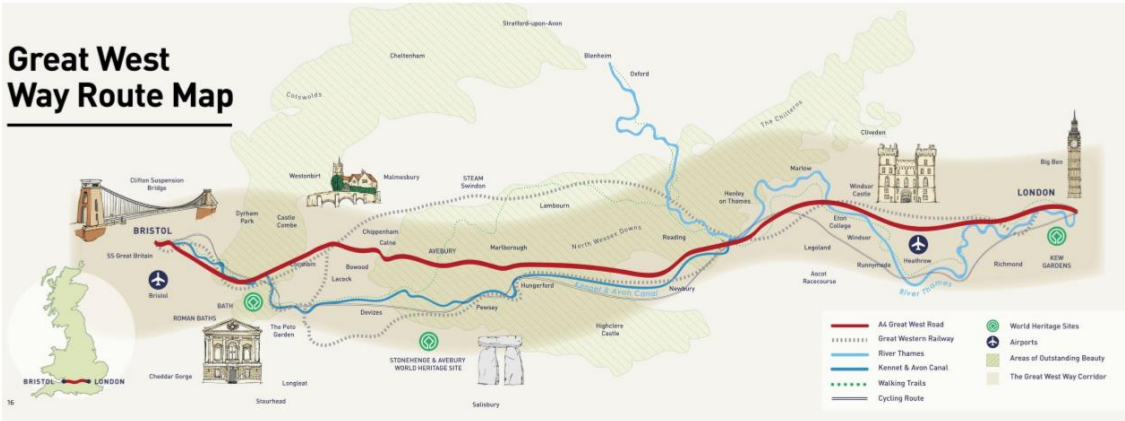 Great West
Way Route Map
Stratford-upon-Avon
Cheltenham
Blenheim
Oxford
Cotswolds
The Chilterns
Cliveden
Big Ben
Clifton Suspension
Bridge
Westonbirt
Malmesbury
STEAM
Swindon
Marlow
Windsor
Castle
LONDON
Henley
on Thames
Lambourn
Dyrham
Park
Castle
Combe
BRISTOL
Chippenham
Calne
AVEBURY
Marlborough
North Wessex Downs
Reading
Eton
College
Windsor
Legoland
SS Great Britain
Corsham
Bowood
Lacock
Hungerford
Kennet & Avon Canal
Newbury
Runnymede
Heathrow
Richmond
KEW
GARDENS
Ascot
Racecourse
River Thames
Bristol
BATH
ROMAN BATHS
The Peto
Garden
Devizes
Pewsey
Highclere
Castle
STONEHENGE & AVEBURY
WORLD HERITAGE SITE
Cheddar Gorge
Longleat
Stourhead
Salisbury
BRISTOL
LONDON
16
A4 Great West Road
Great Western Railway
River Thames
Kennet & Avon Canal
Walking Trails
Cycling Route
World Heritage Sites
Airports
Areas of Outstanding Beauty
The Great West Way Corridor